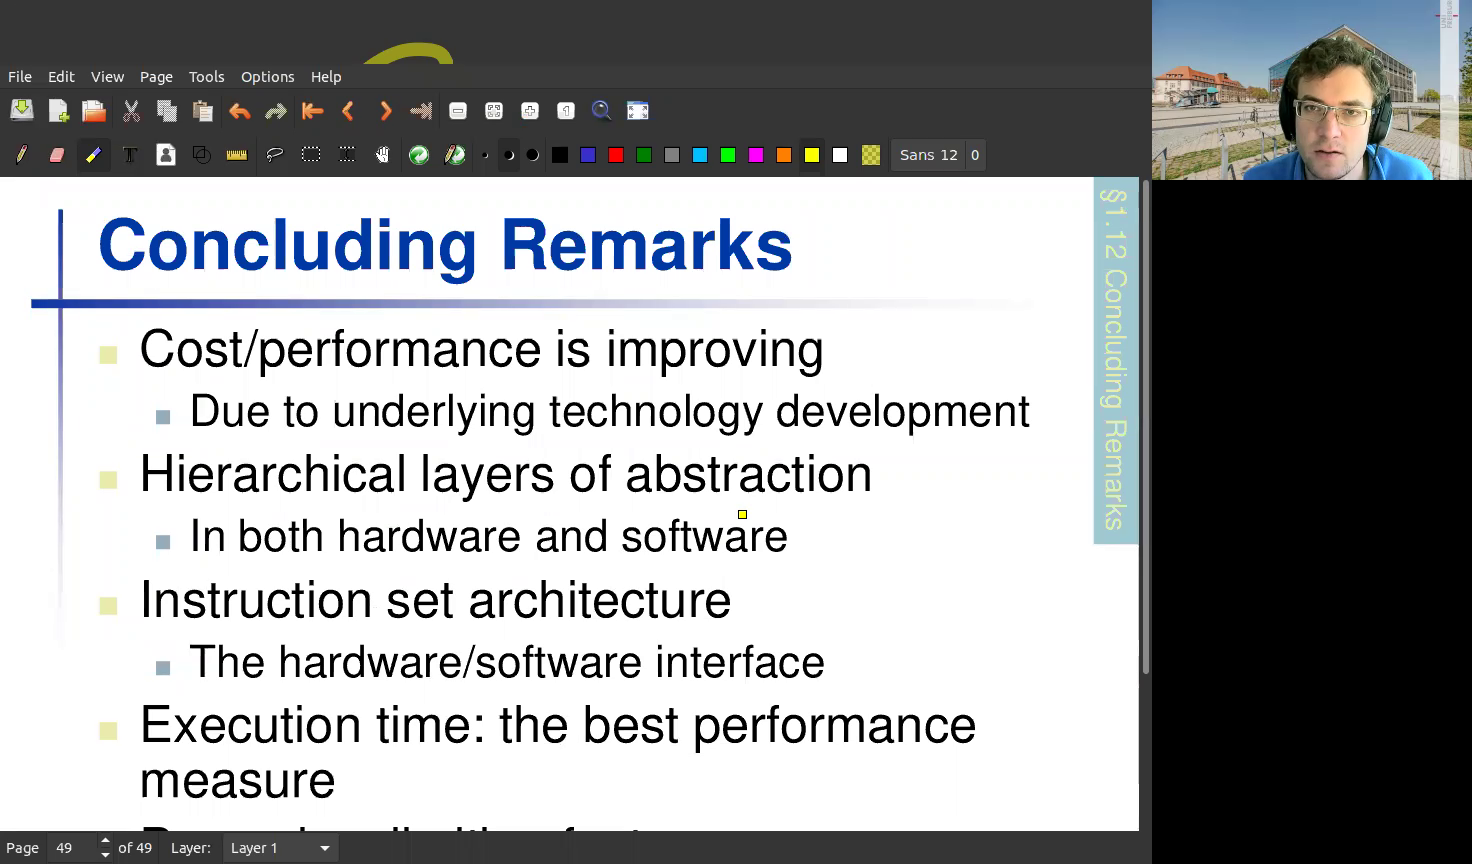 File Edit View Page Tools Options Help
Sans 12 0
Concluding Remarks
§1.12 Concluding Remarks
Cost/performance is improving
Due to underlying technology development
Hierarchical layers of abstraction
In both hardware and software
Instruction set architecture
The hardware/software interface
Execution time: the best performance
measure
Page 49 of 49 Layer: Layer 1